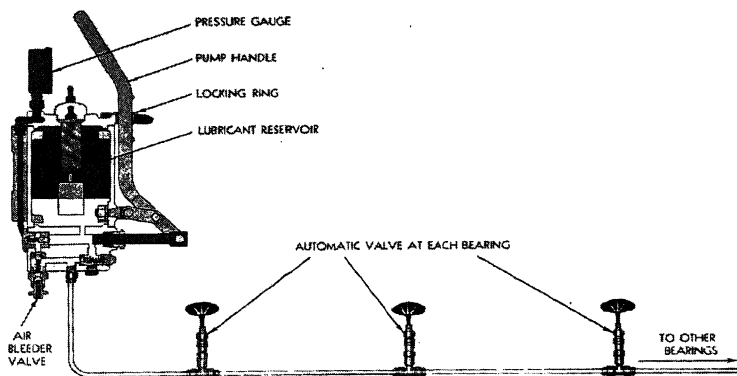 PRESSURE GAUGE
PUMP HANDLE
LOCKING RING
LUBRICANT RESERVOIR
AUTOMATIC VALVE AT EACH BEARING
AIR
BLEEDER
VALVE
TO OTHER
BEARINGS